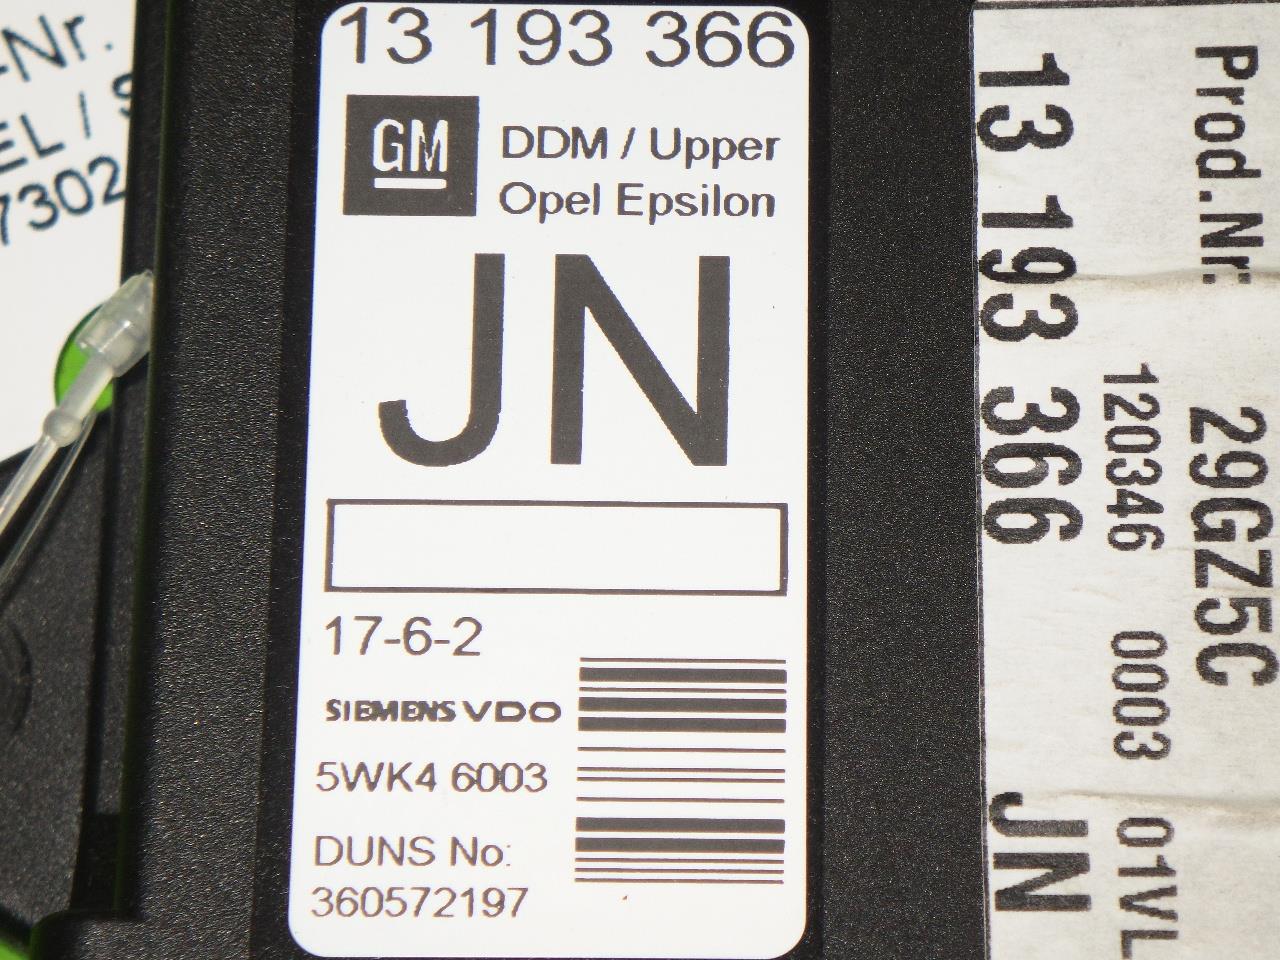 -Nr.
EL / S
7302
13 193 366
GM
DDM / Upper
Opel Epsilon
JN
17-6-2
SIEMENS VDO
5WK4 6003
DUNS No:
360572197
Prod.Nr: 29GZ5C
120346 0003 01VL
13 193 366 JN